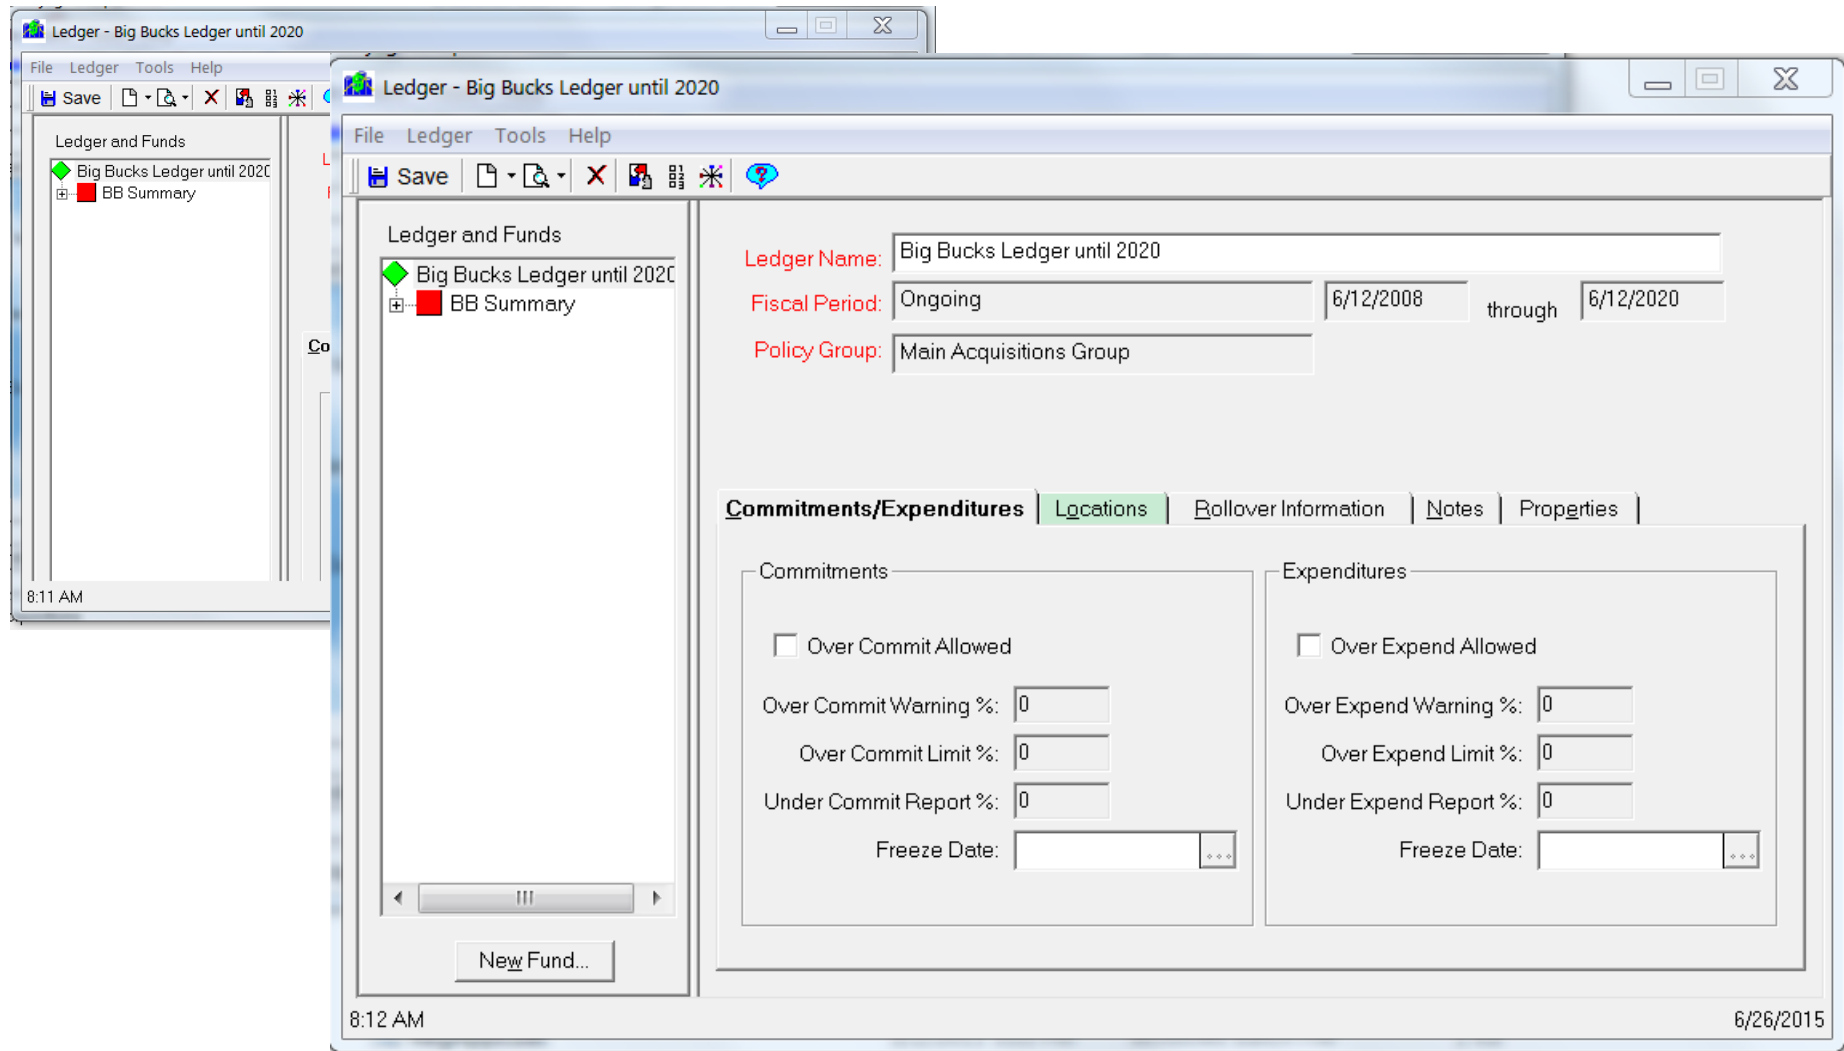 Ledger - Big Bucks Ledger until 2020
File Ledger Tools Help
Save
Ledger and Funds
Big Bucks Ledger until 202
BB Summary
Co
8:11 AM
Ledger - Big Bucks Ledger until 2020
File Ledger Tools Help
Save
Ledger and Funds
Big Bucks Ledger until 202
BB Summary
New Fund...
Ledger Name: Big Bucks Ledger until 2020
Fiscal Period: Ongoing 6/12/2008 through 6/12/2020
Policy Group: Main Acquisitions Group
Commitments/Expenditures Locations Rollover Information Notes Properties
Commitments
Over Commit Allowed
Over Commit Warning %: 0
Over Commit Limit %: 0
Under Commit Report %: 0
Freeze Date: ...
Expenditures
Over Expend Allowed
Over Expend Warning %: 0
Over Expend Limit %: 0
Under Expend Report %: 0
Freeze Date: ...
8:12 AM 6/26/2015